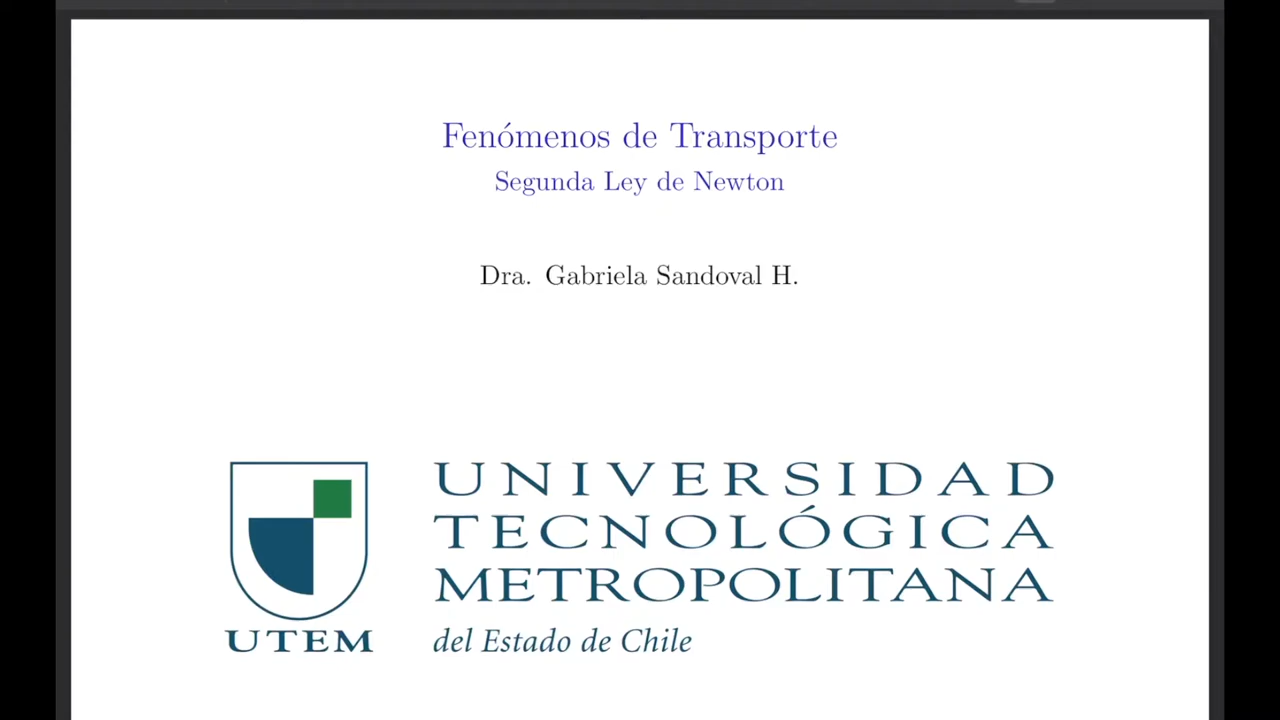 Fenómenos de Transporte
Segunda Ley de Newton
Dra. Gabriela Sandoval H.
UNIVERSIDAD
TECNOLÓGICA
METROPOLITANA
UTEM
del Estado de Chile